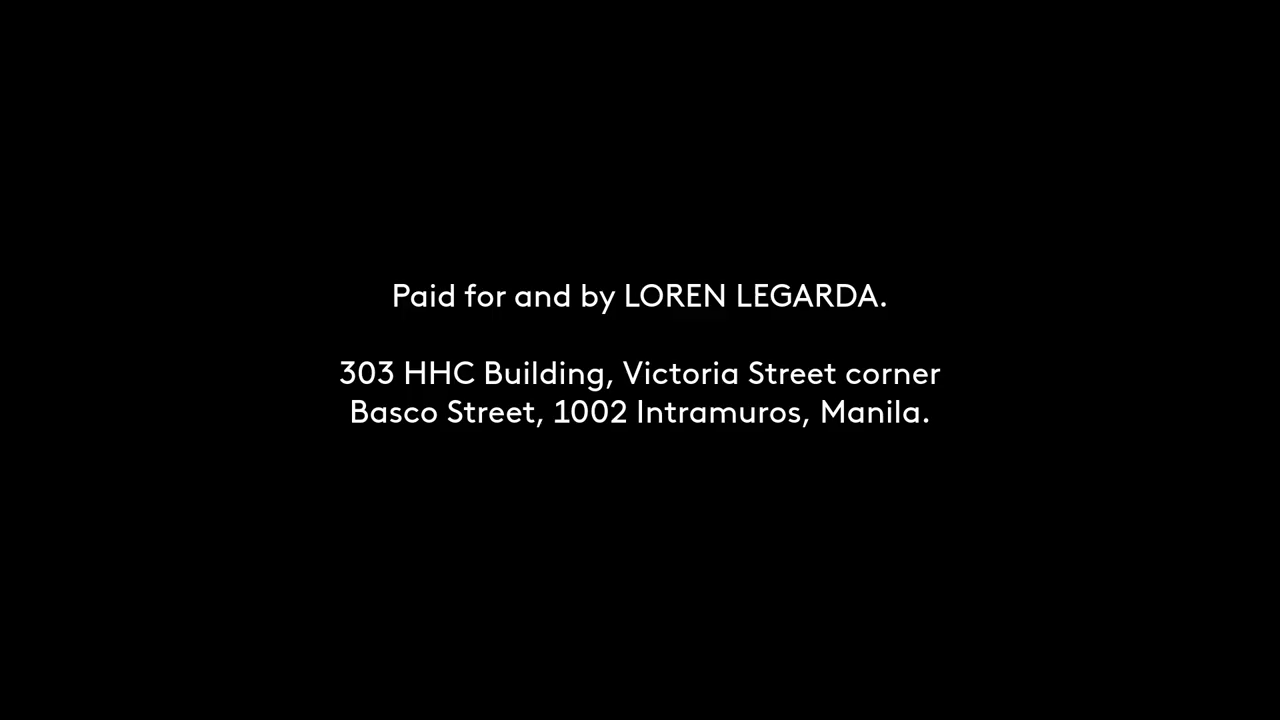 Paid for and by LOREN LEGARDA.
303 HHC Building, Victoria Street corner
Basco Street, 1002 Intramuros, Manila.